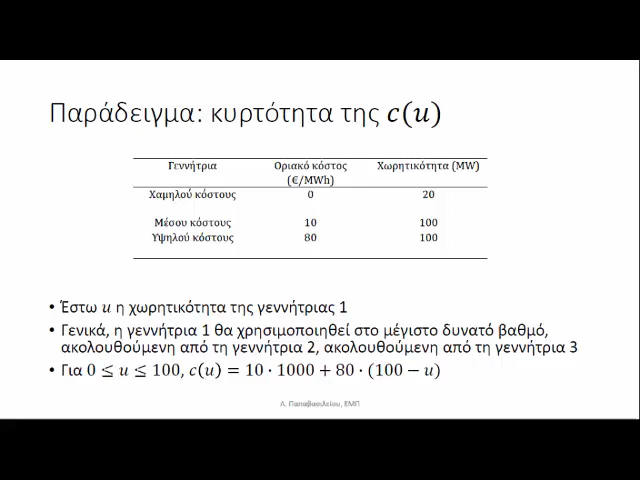 Παράδειγμα: κυρτότητα της c(u)
Γεννήτρια Οριακό κόστος Χωρητικότητα (MW)
(€/MWh)
Χαμηλού κόστους 0 20
Μέσου κόστους 10 100
Υψηλού κόστους 80 100
• Έστω u η χωρητικότητα της γεννήτριας 1
• Γενικά, η γεννήτρια 1 θα χρησιμοποιηθεί στο μέγιστο δυνατό βαθμό,
ακολουθούμενη από τη γεννήτρια 2, ακολουθούμενη από τη γεννήτρια 3
• Για 0 ≤ u ≤ 100, c(u) = 10 · 1000 + 80 · (100 − u)
Α. Παπαβασιλείου, ΕΜΠ